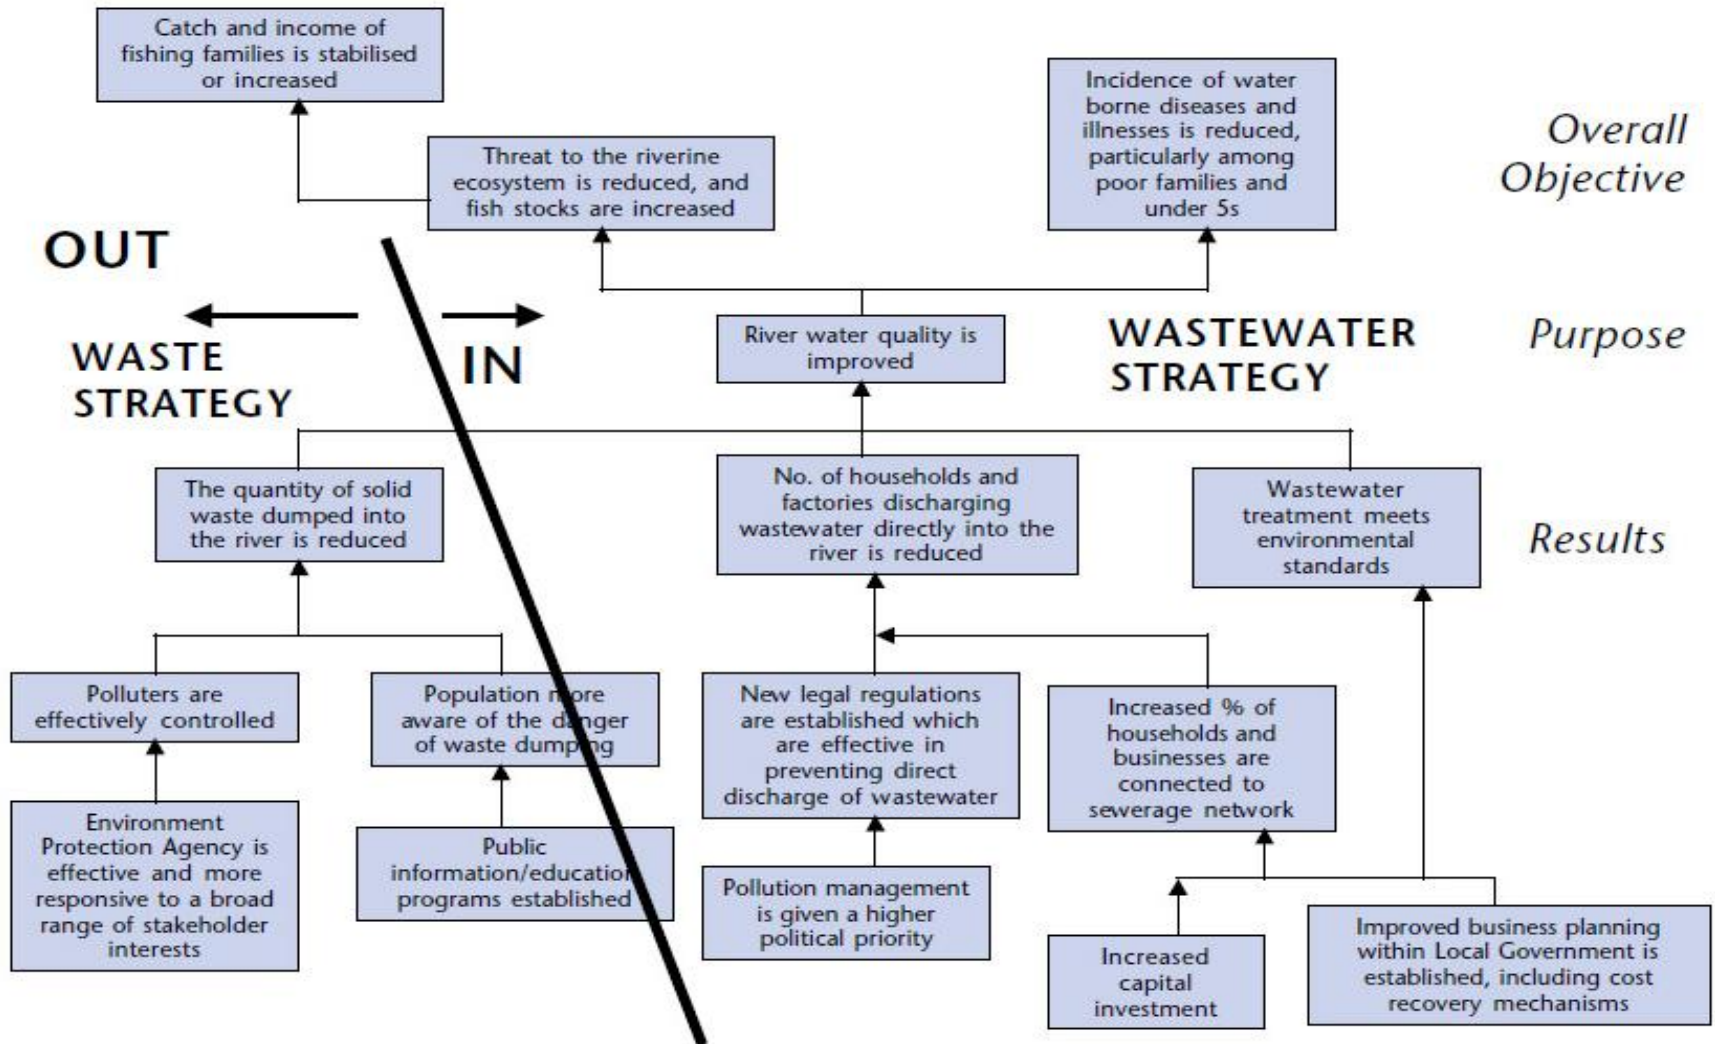 Catch and income of
fishing families is stabilised
or increased
Threat to the riverine
ecosystem is reduced, and
fish stocks are increased
Incidence of water
borne diseases and
illnesses is reduced,
particularly among
poor families and
under 5s
Overall
Objective
OUT
WASTE
STRATEGY
IN
River water quality is
improved
WASTEWATER
STRATEGY
Purpose
The quantity of solid
waste dumped into
the river is reduced
No. of households and
factories discharging
wastewater directly into the
river is reduced
Wastewater
treatment meets
environmental
standards
Results
Polluters are
effectively controlled
Population more
aware of the danger
of waste dumping
New legal regulations
are established which
are effective in
preventing direct
discharge of wastewater
Increased % of
households and
businesses are
connected to
sewerage network
Environment
Protection Agency is
effective and more
responsive to a broad
range of stakeholder
interests
Public
information/education
programs established
Pollution management
is given a higher
political priority
Increased
capital
investment
Improved business planning
within Local Government is
established, including cost
recovery mechanisms